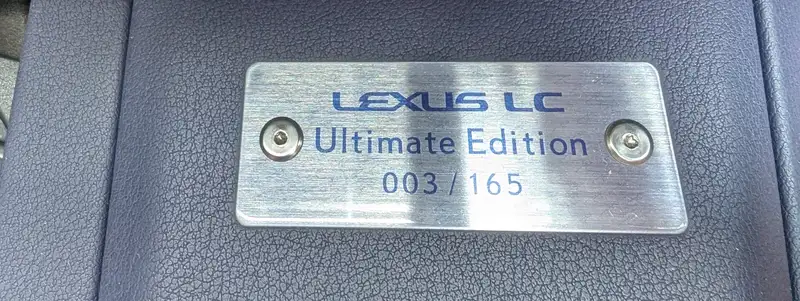 LEXUS LC
Ultimate Edition
003 / 165